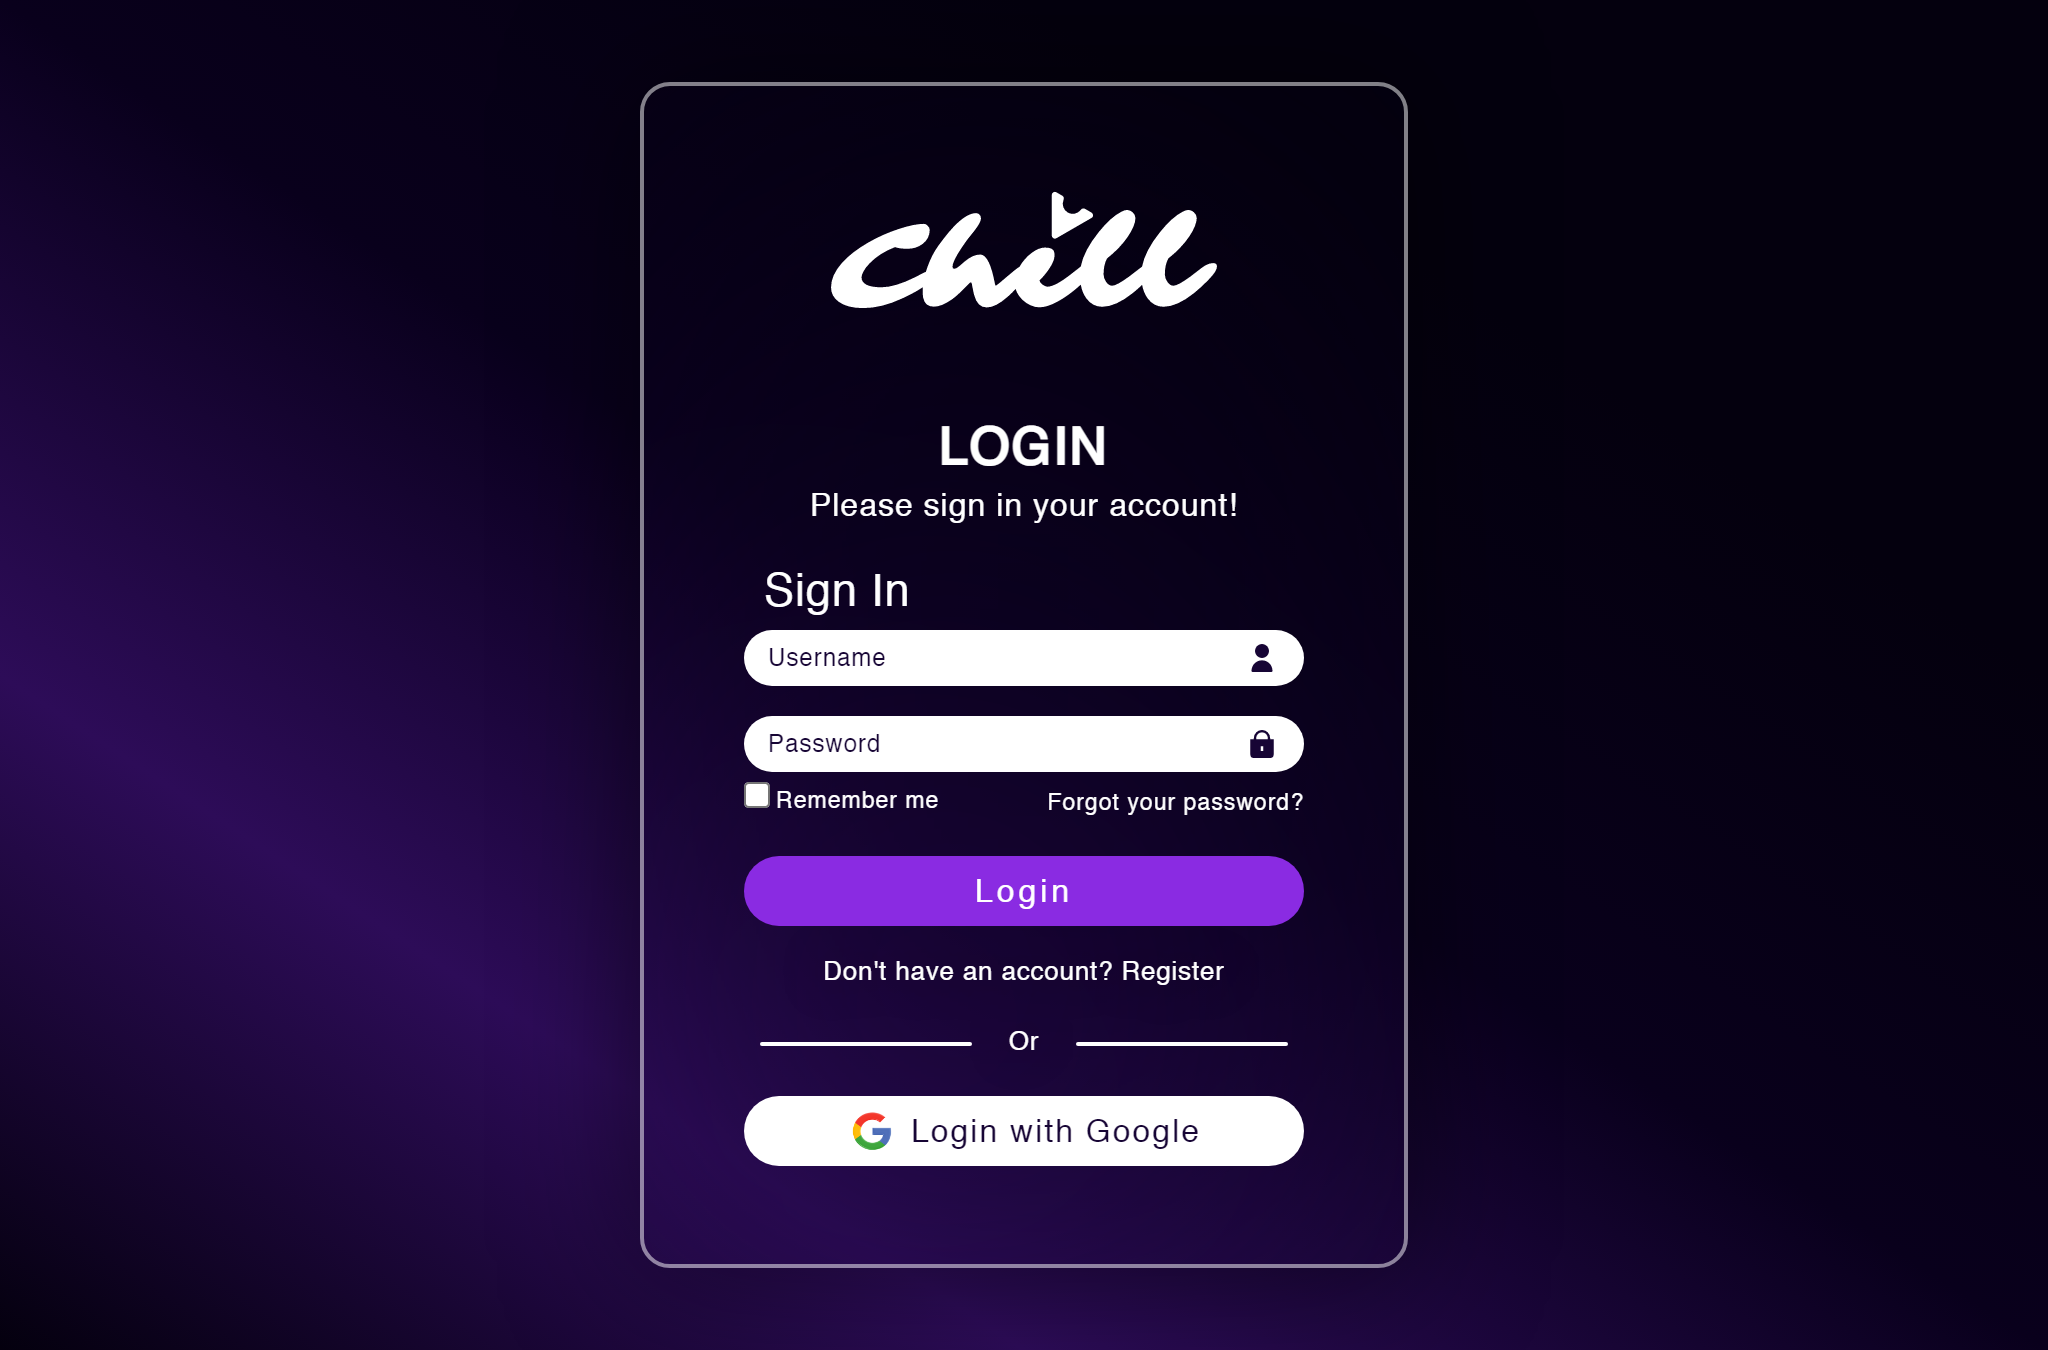 Chill
LOGIN
Please sign in your account!
Sign In
Username
Password
Remember me Forgot your password?
Login
Don't have an account? Register
Or
Login with Google